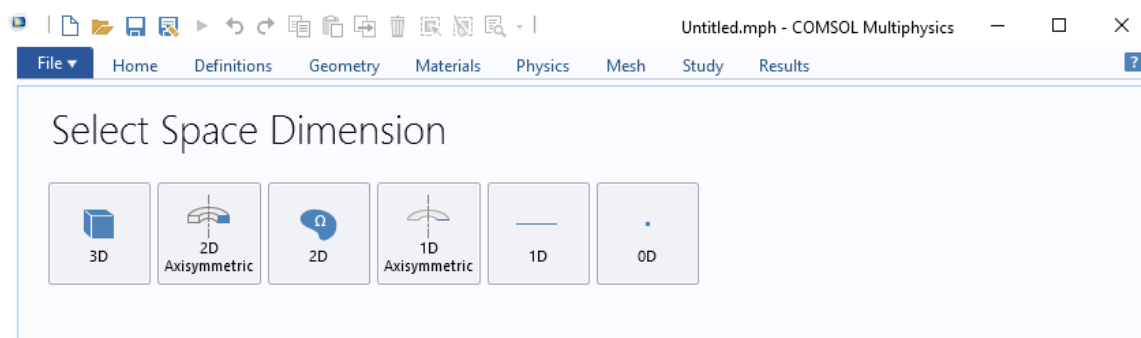 Untitled.mph - COMSOL Multiphysics
File Home Definitions Geometry Materials Physics Mesh Study Results ?
Select Space Dimension
3D
2D
Axisymmetric
Ω
2D
1D
Axisymmetric
1D
0D